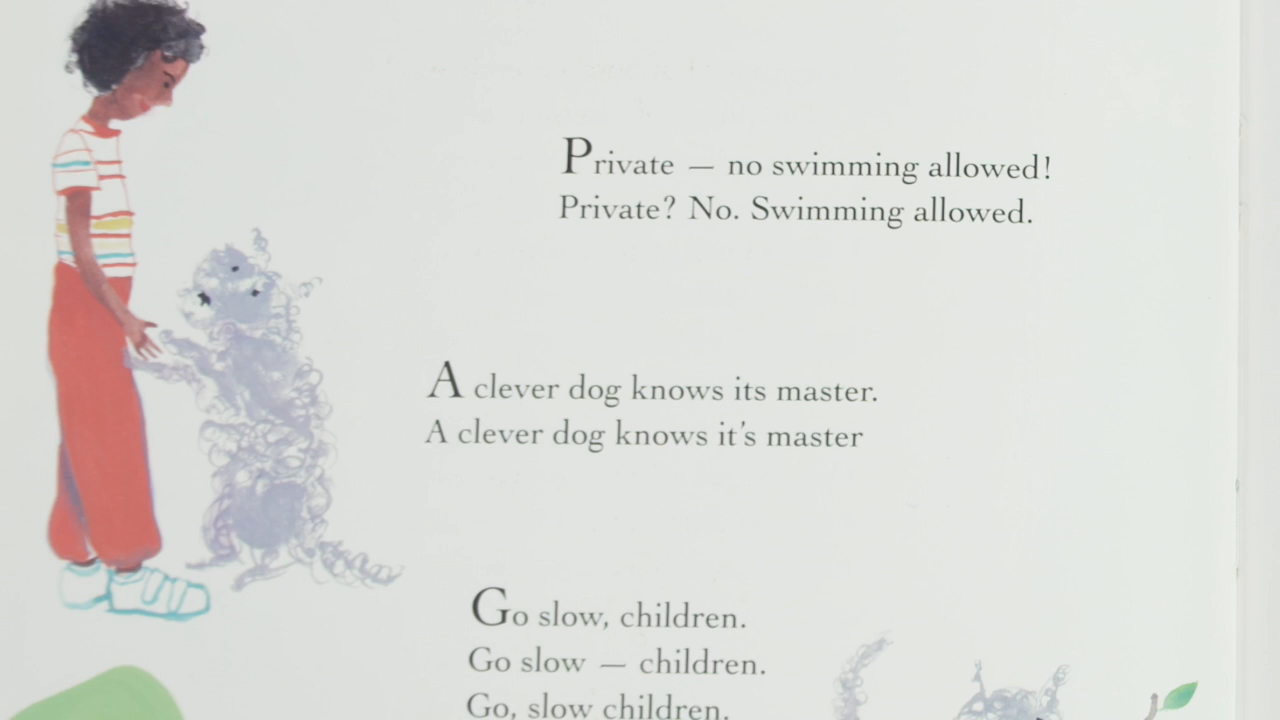 Private — no swimming allowed!
Private? No. Swimming allowed.
A clever dog knows its master.
A clever dog knows it's master
Go slow, children.
Go slow — children.
Go, slow children.